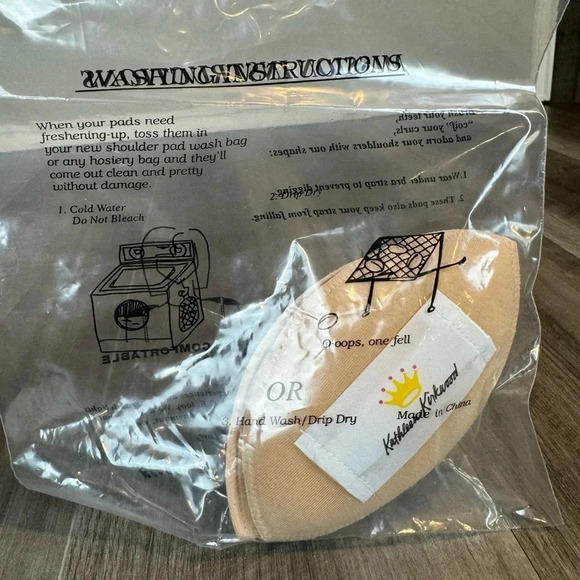 WASHING INSTRUCTIONS
When your pads need
freshening-up, toss them in
your new shoulder pad wash bag
or any hosiery bag and they'll
come out clean and pretty
without damage.
1. Cold Water
Do Not Bleach
2. Drip Dry
brush your teeth,
"coif" your curls,
and adorn your shoulders with our shapes:
1. Wear under bra strap to prevent digging.
2. These pads also keep your strap from falling.
COMFORTABLE
O oops, one fell
OR
3. Hand Wash/Drip Dry
Kathleen Kirkwood
Made in China